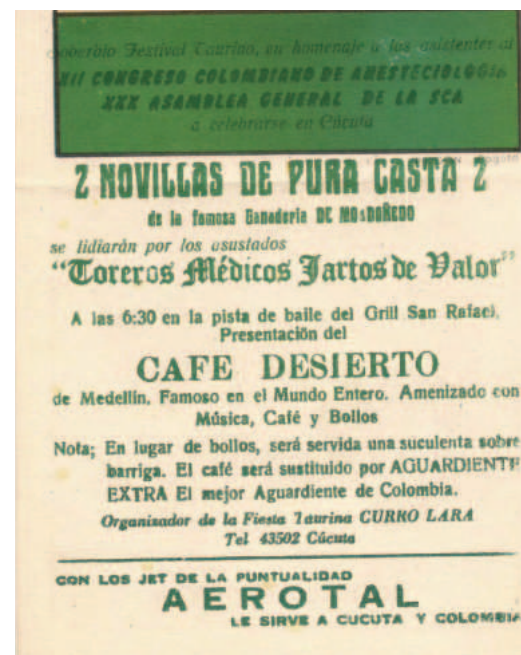 Soberbio Festival Taurino, en homenaje a los asistentes al
XII CONGRESO COLOMBIANO DE ANESTECIOLOGIA
XXX ASAMBLEA GENERAL DE LA SCA
a celebrarse en Cúcuta
2 NOVILLAS DE PURA CASTA 2
de la famosa Ganaderia DE MONDOÑEDO
se lidiarán por los asustados
“Toreros Médicos Jartos de Valor”
A las 6:30 en la pista de baile del Grill San Rafael.
Presentación del
CAFE DESIERTO
de Medellín. Famoso en el Mundo Entero. Amenizado con
Música, Café y Bollos
Nota; En lugar de bollos, será servida una suculenta sobre
barriga. El café será sustituido por AGUARDIENTE
EXTRA El mejor Aguardiente de Colombia.
Organizador de la Fiesta Taurina CURRO LARA
Tel 43502 Cúcuta
CON LOS JET DE LA PUNTUALIDAD
AEROTAL
LE SIRVE A CUCUTA Y COLOMBIA